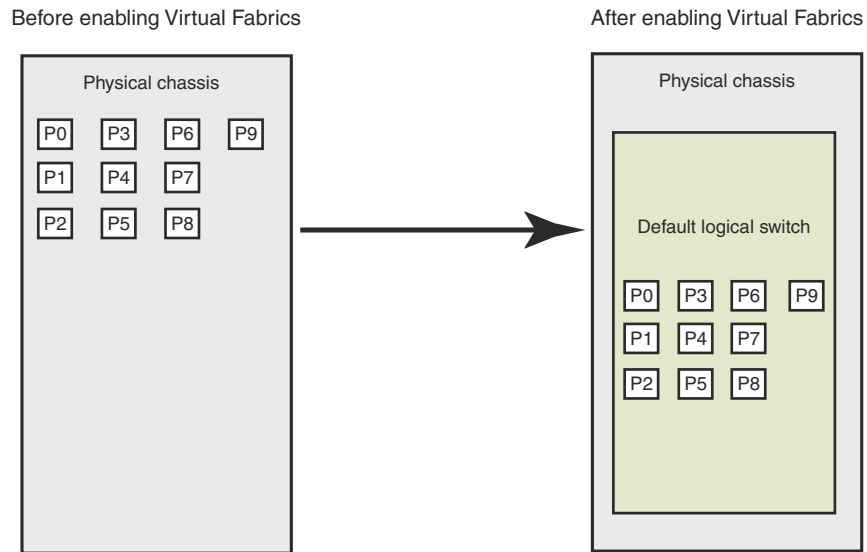 Before enabling Virtual Fabrics
Physical chassis
P0 P3 P6 P9
P1 P4 P7
P2 P5 P8
After enabling Virtual Fabrics
Physical chassis
Default logical switch
P0 P3 P6 P9
P1 P4 P7
P2 P5 P8